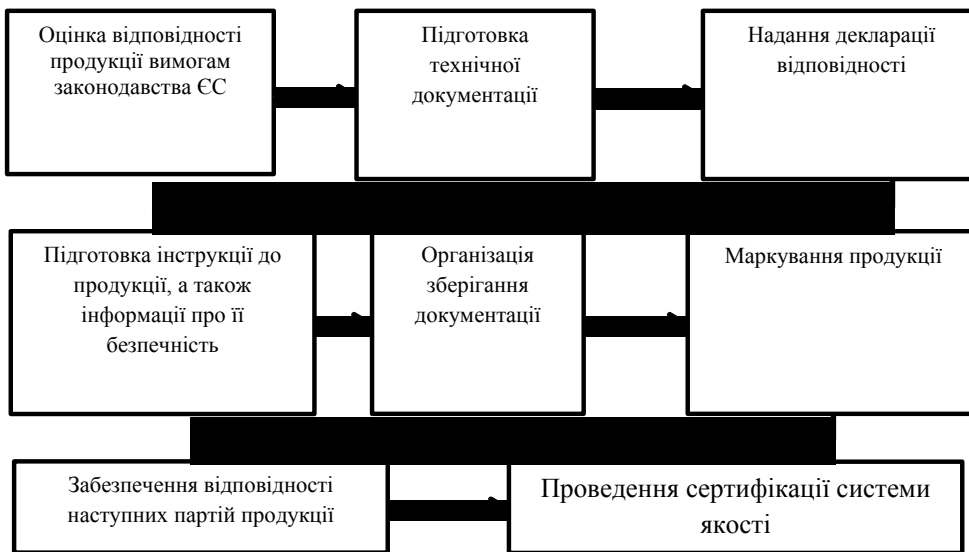 Оцінка відповідності
продукції вимогам
законодавства ЄС
Підготовка
технічної
документації
Надання декларації
відповідності
Підготовка інструкції до
продукції, а також
інформації про її
безпечність
Організація
зберігання
документації
Маркування продукції
Забезпечення відповідності
наступних партій продукції
Проведення сертифікації системи
якості